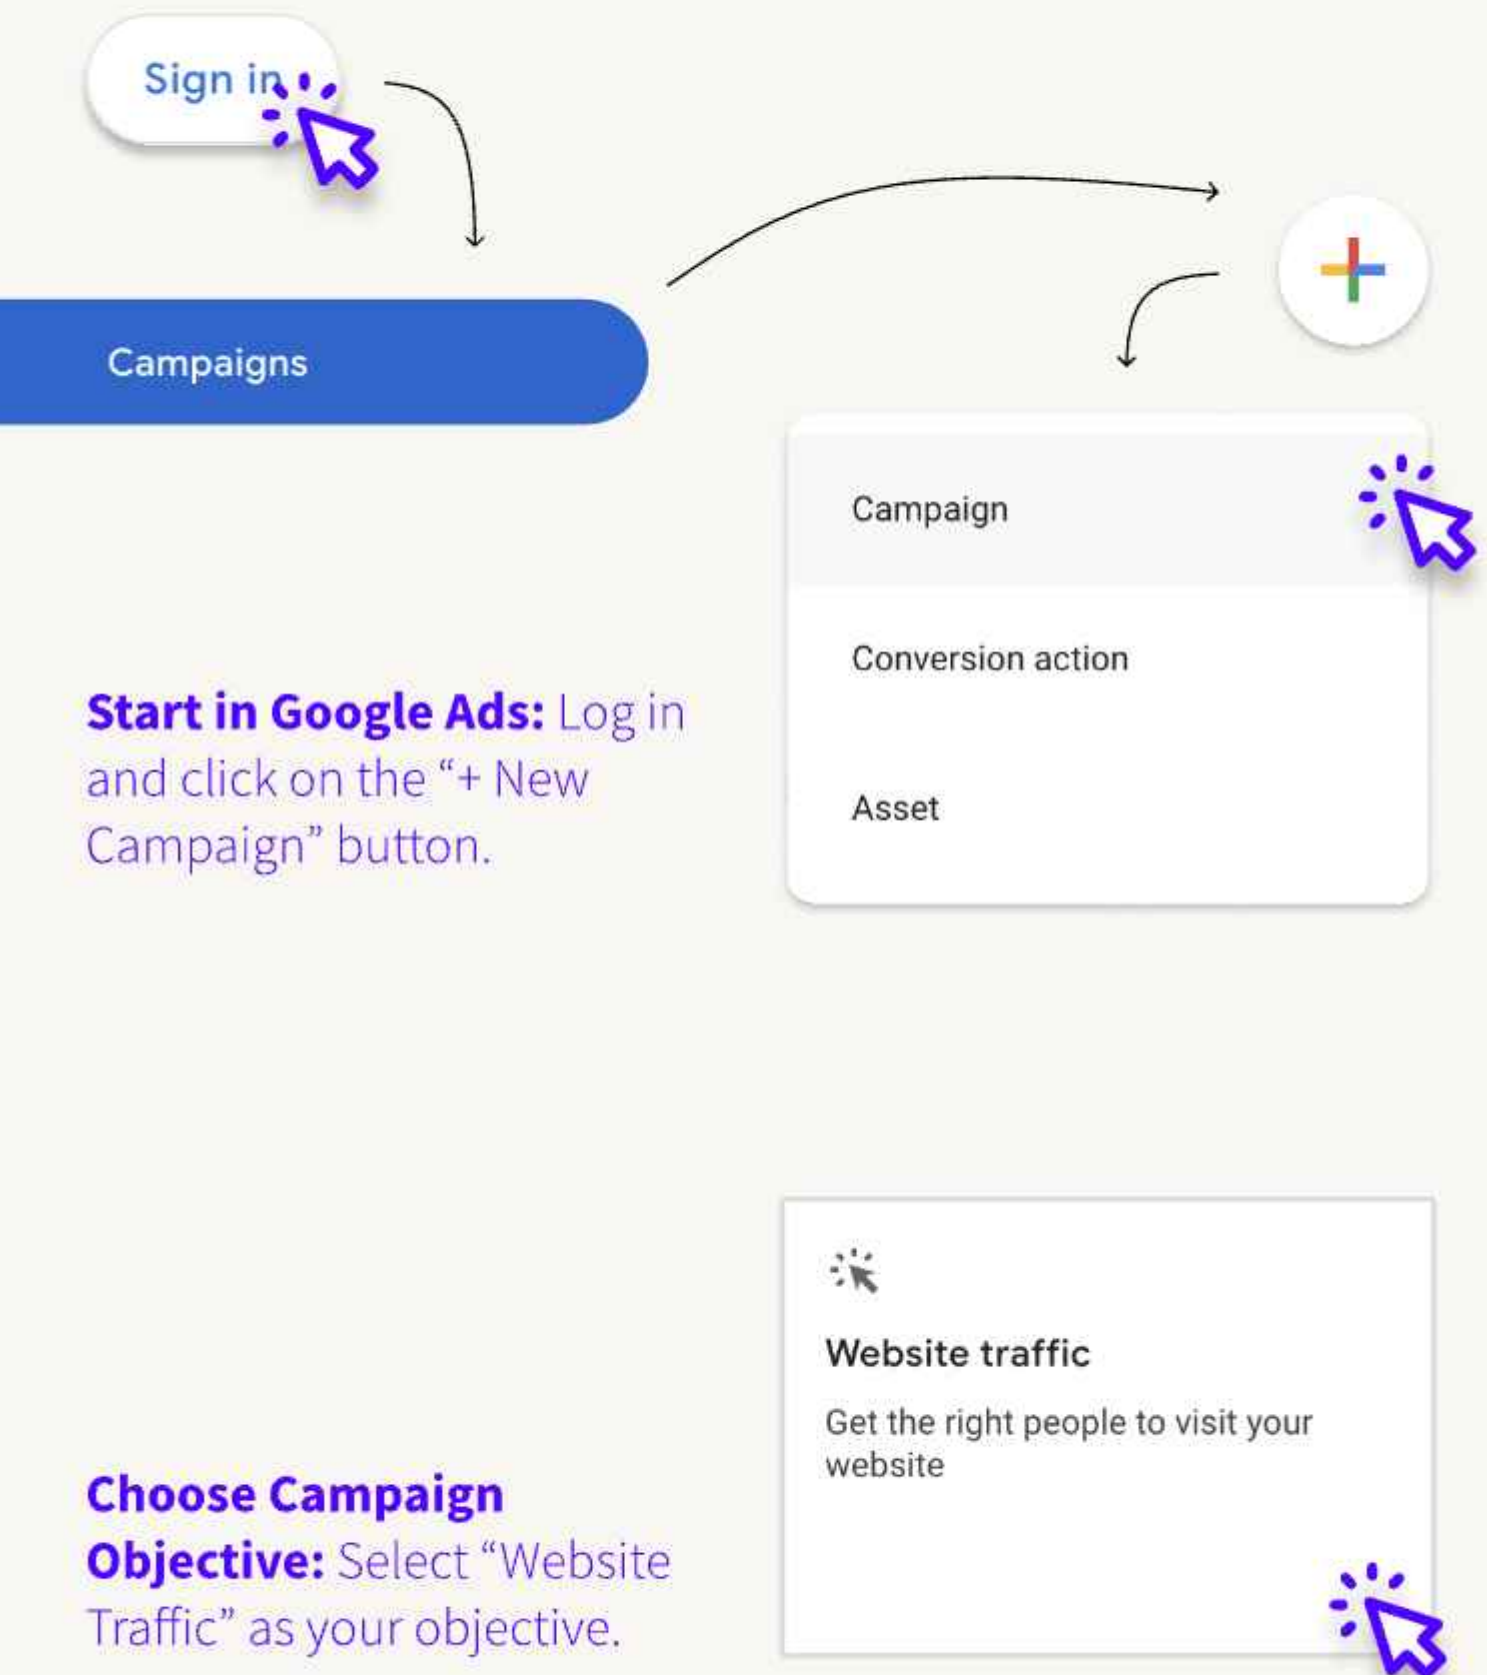 Sign in
Campaigns
Campaign
Conversion action
Asset
Start in Google Ads: Log in
and click on the “+ New
Campaign” button.
Website traffic
Get the right people to visit your
website
Choose Campaign
Objective: Select “Website
Traffic” as your objective.